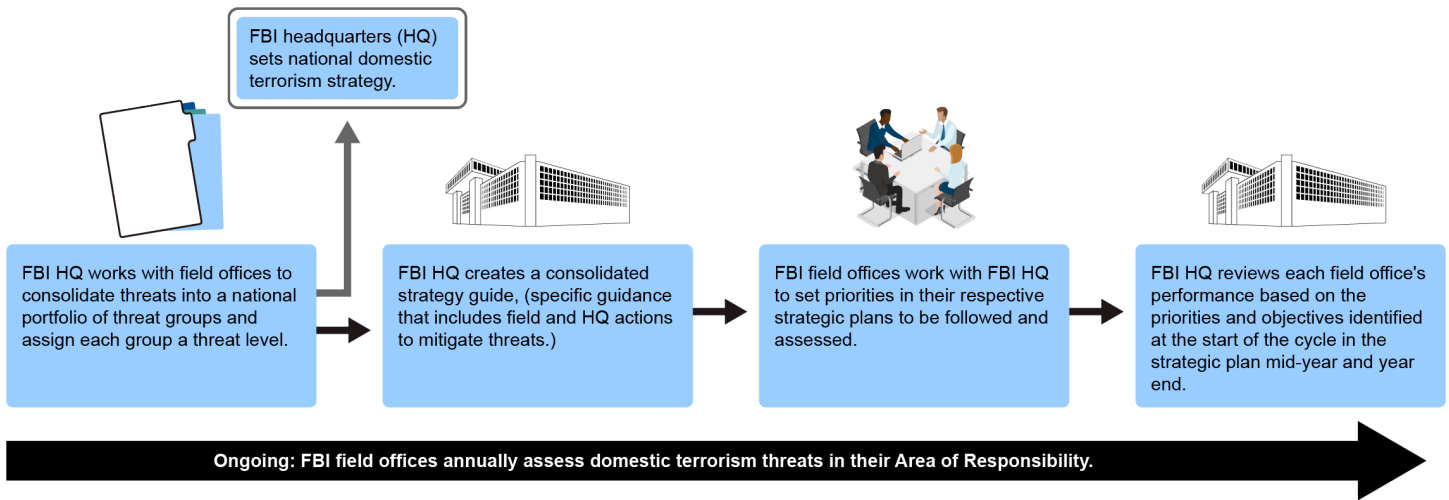 FBI headquarters (HQ)
sets national domestic
terrorism strategy.
FBI HQ works with field offices to
consolidate threats into a national
portfolio of threat groups and
assign each group a threat level.
FBI HQ creates a consolidated
strategy guide, (specific guidance
that includes field and HQ actions
to mitigate threats.)
FBI field offices work with FBI HQ
to set priorities in their respective
strategic plans to be followed and
assessed.
FBI HQ reviews each field office's
performance based on the
priorities and objectives identified
at the start of the cycle in the
strategic plan mid-year and year
end.
Ongoing: FBI field offices annually assess domestic terrorism threats in their Area of Responsibility.